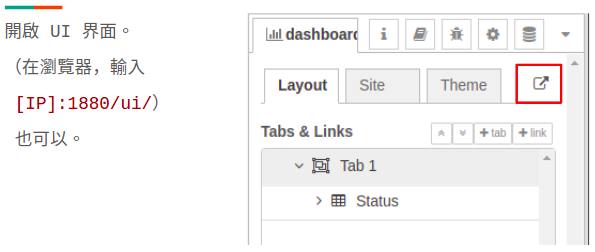 開啟 UI 界面。
（在瀏覽器，輸入
[IP]:1880/ui/）
也可以。
dashboard
Layout
Site
Theme
Tabs & Links
tab
link
Tab 1
Status